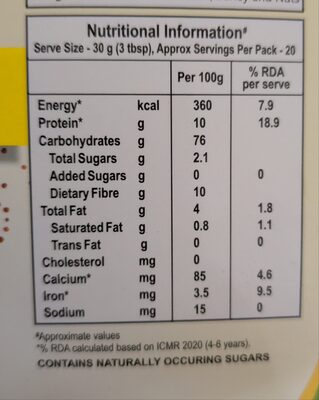 Nutritional Information#
Serve Size - 30 g (3 tbsp), Approx Servings Per Pack - 20
Per 100g % RDA per serve
Energy* kcal 360 7.9
Protein* g 10 18.9
Carbohydrates g 76
Total Sugars g 2.1
Added Sugars g 0 0
Dietary Fibre g 10
Total Fat g 4 1.8
Saturated Fat g 0.8 1.1
Trans Fat g 0 0
Cholesterol mg 0
Calcium* mg 85 4.6
Iron* mg 3.5 9.5
Sodium mg 15 0
#Approximate values
*% RDA calculated based on ICMR 2020 (4-6 years).
CONTAINS NATURALLY OCCURING SUGARS